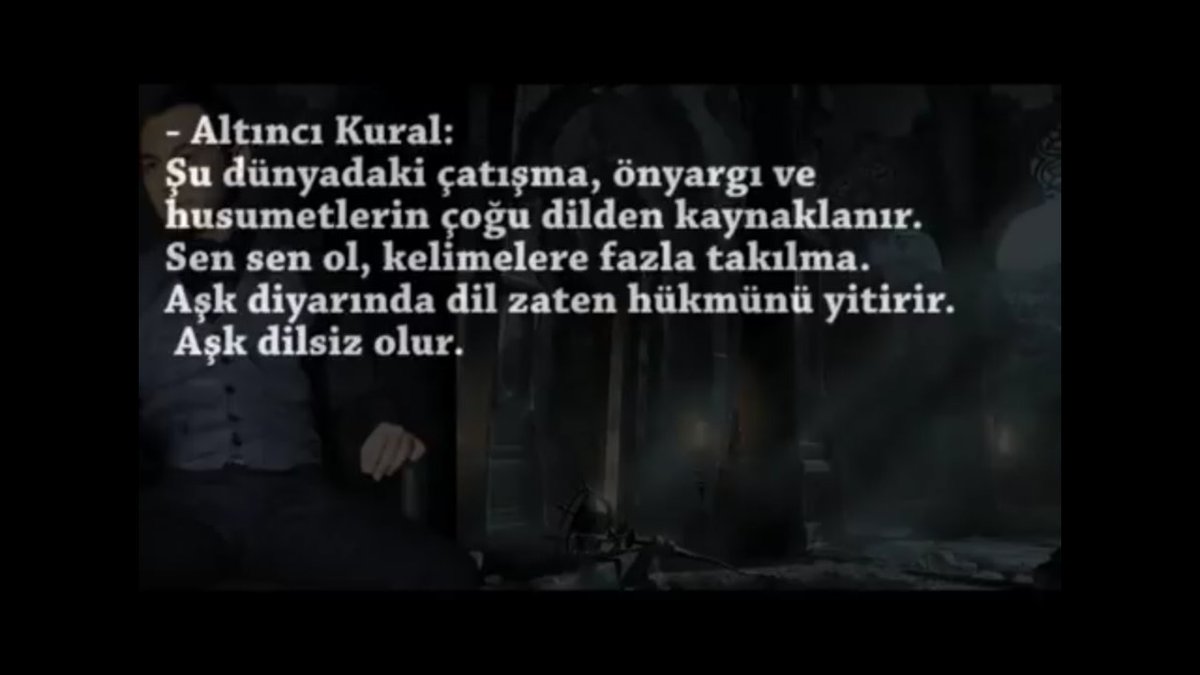 - Altıncı Kural:
Şu dünyadaki çatışma, önyargı ve
husumetlerin çoğu dilden kaynaklanır.
Sen sen ol, kelimelere fazla takılma.
Aşk diyarında dil zaten hükmünü yitirir.
Aşk dilsiz olur.